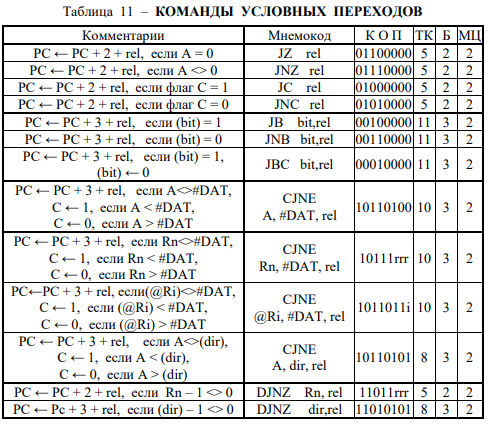 Таблица 11 – КОМАНДЫ УСЛОВНЫХ ПЕРЕХОДОВ
Комментарии Мнемокод К О П ТК Б МЦ
PC ← PC + 2 + rel, если A = 0 JZ rel 01100000 5 2 2
PC ← PC + 2 + rel, если A <> 0 JNZ rel 01110000 5 2 2
PC ← PC + 2 + rel, если флаг C = 1 JC rel 01000000 5 2 2
PC ← PC + 2 + rel, если флаг C = 0 JNC rel 01010000 5 2 2
PC ← PC + 3 + rel, если (bit) = 1 JB bit,rel 00100000 11 3 2
PC ← PC + 3 + rel, если (bit) = 0 JNB bit,rel 00110000 11 3 2
PC ← PC + 3 + rel, если (bit) = 1,
(bit) ← 0
JBC bit,rel 00010000 11 3 2
PC ← PC + 3 + rel, если A<>#DAT,
C ← 1, если A < #DAT,
C ← 0, если A > #DAT
CJNE
A, #DAT, rel
10110100 10 3 2
PC ← PC + 3 + rel, если Rn<>#DAT,
C ← 1, если Rn < #DAT,
C ← 0, если Rn > #DAT
CJNE
Rn, #DAT, rel
10111rrr 10 3 2
PC←PC + 3 + rel, если(@Ri)<>#DAT,
C ← 1, если (@Ri) < #DAT,
C ← 0, если (@Ri) > #DAT
CJNE
@Ri, #DAT, rel
1011011i 10 3 2
PC ← PC + 3 + rel, если A<>(dir),
C ← 1, если A < (dir),
C ← 0, если A > (dir)
CJNE
A, dir, rel
10110101 8 3 2
PC ← PC + 2 + rel, если Rn – 1 <> 0 DJNZ Rn, rel 11011rrr 5 2 2
PC ← Pc + 3 + rel, если (dir) – 1 <> 0 DJNZ dir,rel 11010101 8 3 2